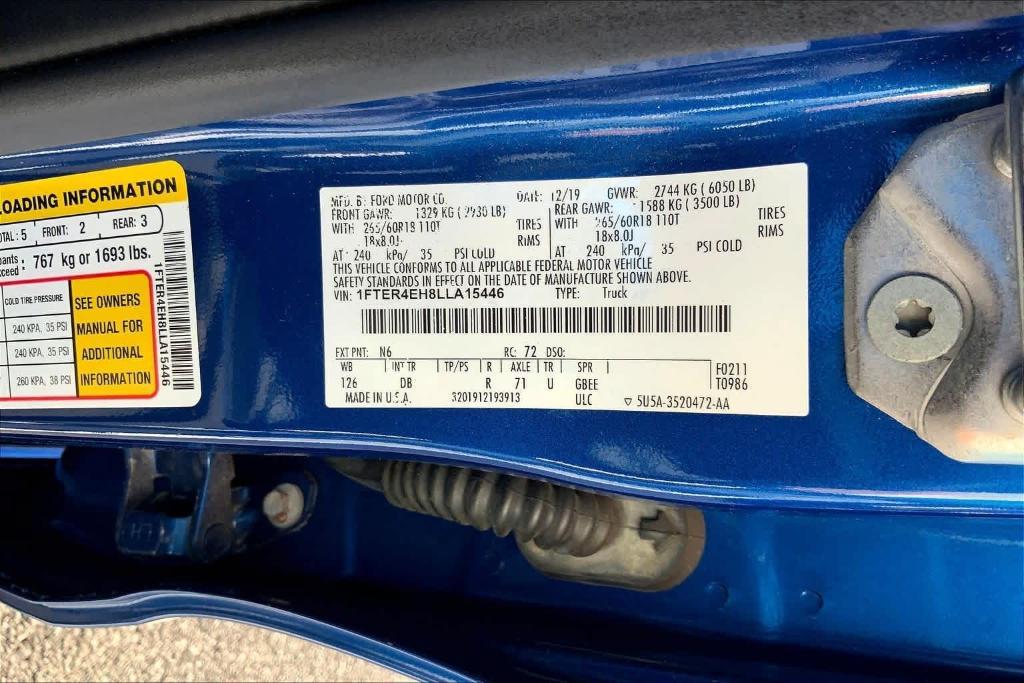 LOADING INFORMATION
TOTAL: 5 FRONT: 2 REAR: 3
767 kg or 1693 lbs.
COLD TIRE PRESSURE
240 KPA, 35 PSI
240 KPA, 35 PSI
260 KPA, 38 PSI
SEE OWNERS
MANUAL FOR
ADDITIONAL
INFORMATION
1FTER4EH8LLA15446
MFD. BY FORD MOTOR CO. DATE: 12/19 GVWR: 2744 KG ( 6050 LB)
FRONT GAWR: 1329 KG ( 2930 LB) REAR GAWR: 1588 KG ( 3500 LB)
WITH 265/60R18 110T TIRES WITH 265/60R18 110T TIRES
18x8.0J RIMS 18x8.0J RIMS
AT 240 kPa/ 35 PSI COLD AT 240 kPa/ 35 PSI COLD
THIS VEHICLE CONFORMS TO ALL APPLICABLE FEDERAL MOTOR VEHICLE
SAFETY STANDARDS IN EFFECT ON THE DATE OF MANUFACTURE SHOWN ABOVE.
VIN: 1FTER4EH8LLA15446 TYPE: Truck
EXT PNT: N6 RC: 72 DSO:
WB INT TR TP/PS R AXLE TR SPR F0211
126 DB R 71 U GBEE T0986
MADE IN U.S.A. 3201912193913 ULC ▽ 5U5A-3520472-AA